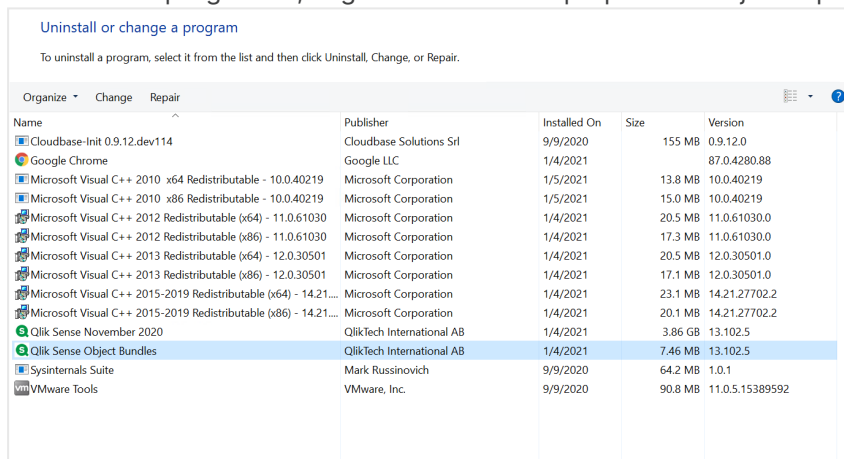 Uninstall or change a program
To uninstall a program, select it from the list and then click Uninstall, Change, or Repair.
Organize Change Repair
Name Publisher Installed On Size Version
Cloudbase-Init 0.9.12.dev114 Cloudbase Solutions Srl 9/9/2020 155 MB 0.9.12.0
Google Chrome Google LLC 1/4/2021 87.0.4280.88
Microsoft Visual C++ 2010 x64 Redistributable - 10.0.40219 Microsoft Corporation 1/5/2021 13.8 MB 10.0.40219
Microsoft Visual C++ 2010 x86 Redistributable - 10.0.40219 Microsoft Corporation 1/5/2021 15.0 MB 10.0.40219
Microsoft Visual C++ 2012 Redistributable (x64) - 11.0.61030 Microsoft Corporation 1/4/2021 20.5 MB 11.0.61030.0
Microsoft Visual C++ 2012 Redistributable (x86) - 11.0.61030 Microsoft Corporation 1/4/2021 17.3 MB 11.0.61030.0
Microsoft Visual C++ 2013 Redistributable (x64) - 12.0.30501 Microsoft Corporation 1/4/2021 20.5 MB 12.0.30501.0
Microsoft Visual C++ 2013 Redistributable (x86) - 12.0.30501 Microsoft Corporation 1/4/2021 17.1 MB 12.0.30501.0
Microsoft Visual C++ 2015-2019 Redistributable (x64) - 14.21.... Microsoft Corporation 1/4/2021 23.1 MB 14.21.27702.2
Microsoft Visual C++ 2015-2019 Redistributable (x86) - 14.21.... Microsoft Corporation 1/4/2021 20.1 MB 14.21.27702.2
Qlik Sense November 2020 QlikTech International AB 1/4/2021 3.86 GB 13.102.5
Qlik Sense Object Bundles QlikTech International AB 1/4/2021 7.46 MB 13.102.5
Sysinternals Suite Mark Russinovich 9/9/2020 64.2 MB 1.0.1
vm VMware Tools VMware, Inc. 9/9/2020 90.8 MB 11.0.5.15389592